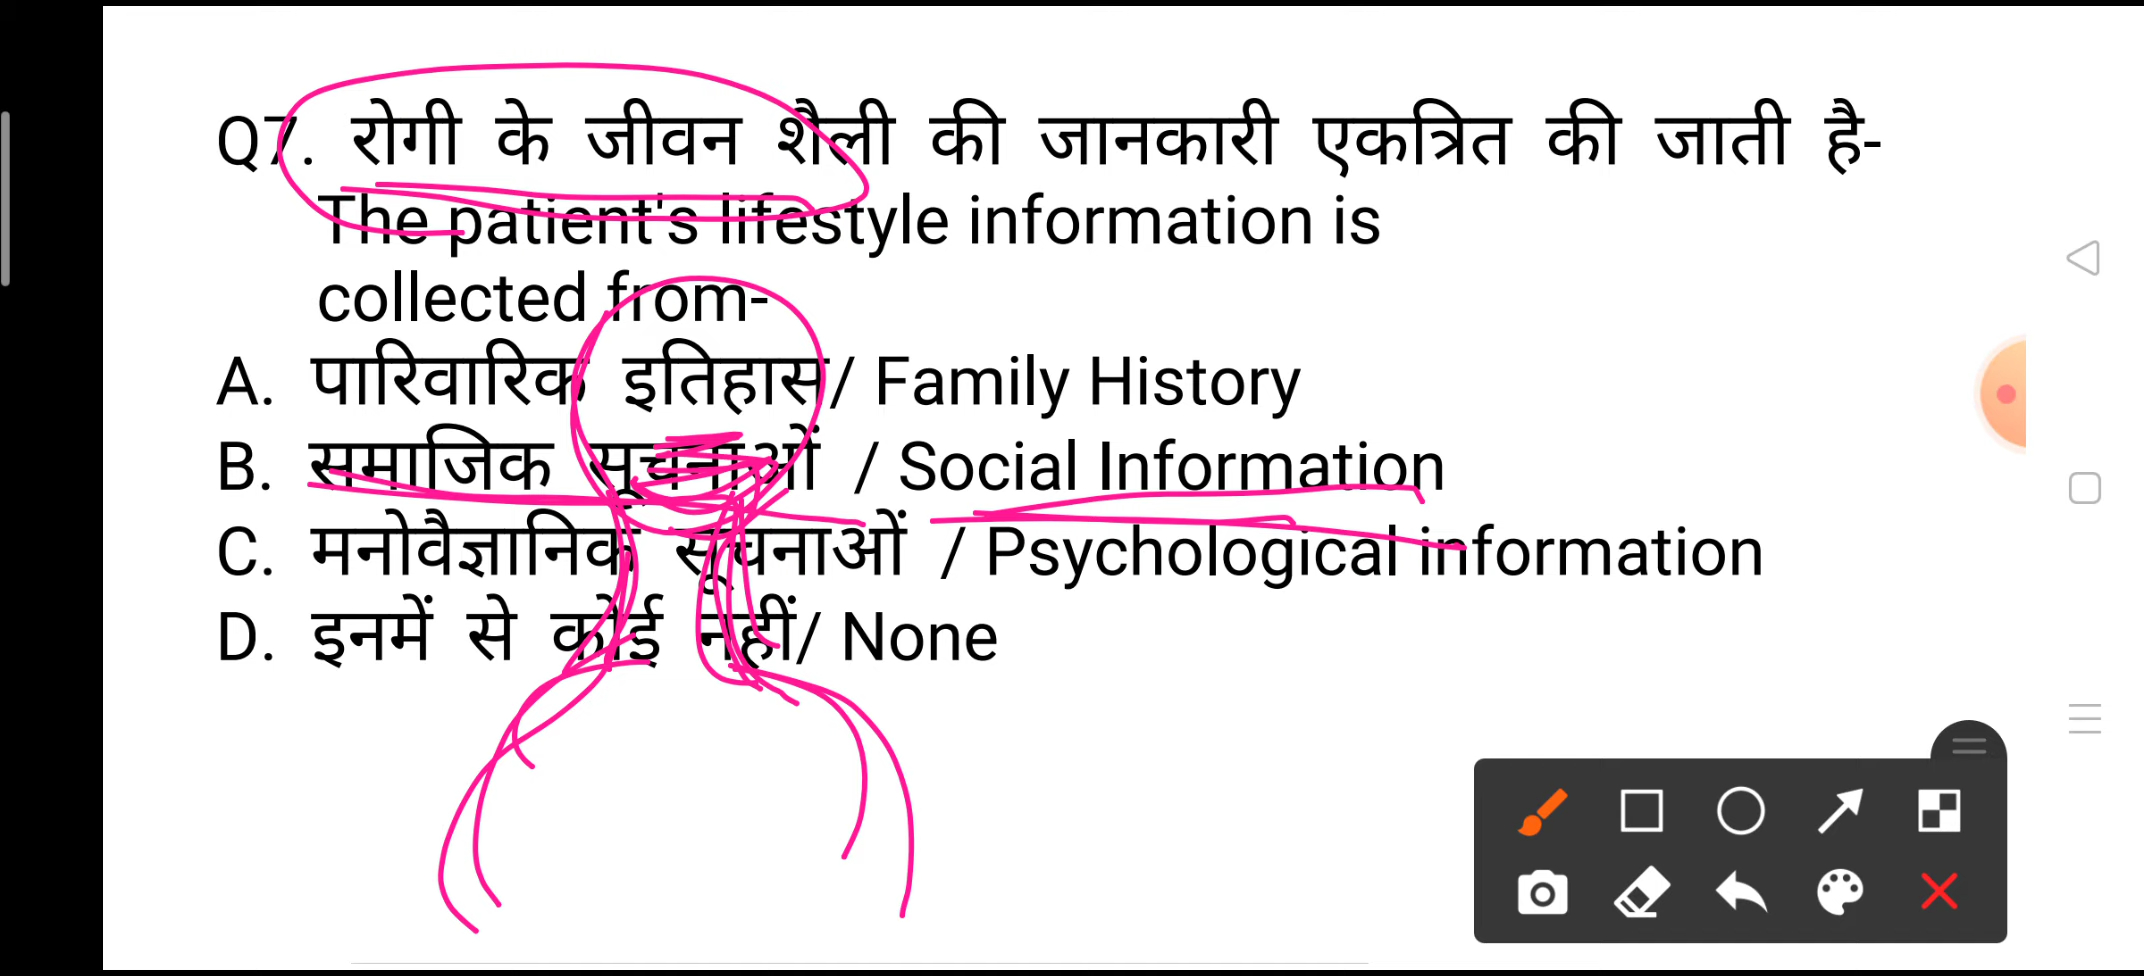 Q7. रोगी के जीवन शैली की जानकारी एकत्रित की जाती है-
The patient's lifestyle information is
collected from-
A. पारिवारिक इतिहास/ Family History
B. समाजिक सूचनाओं / Social Information
C. मनोवैज्ञानिक सूचनाओं / Psychological information
D. इनमें से कोई नहीं/ None